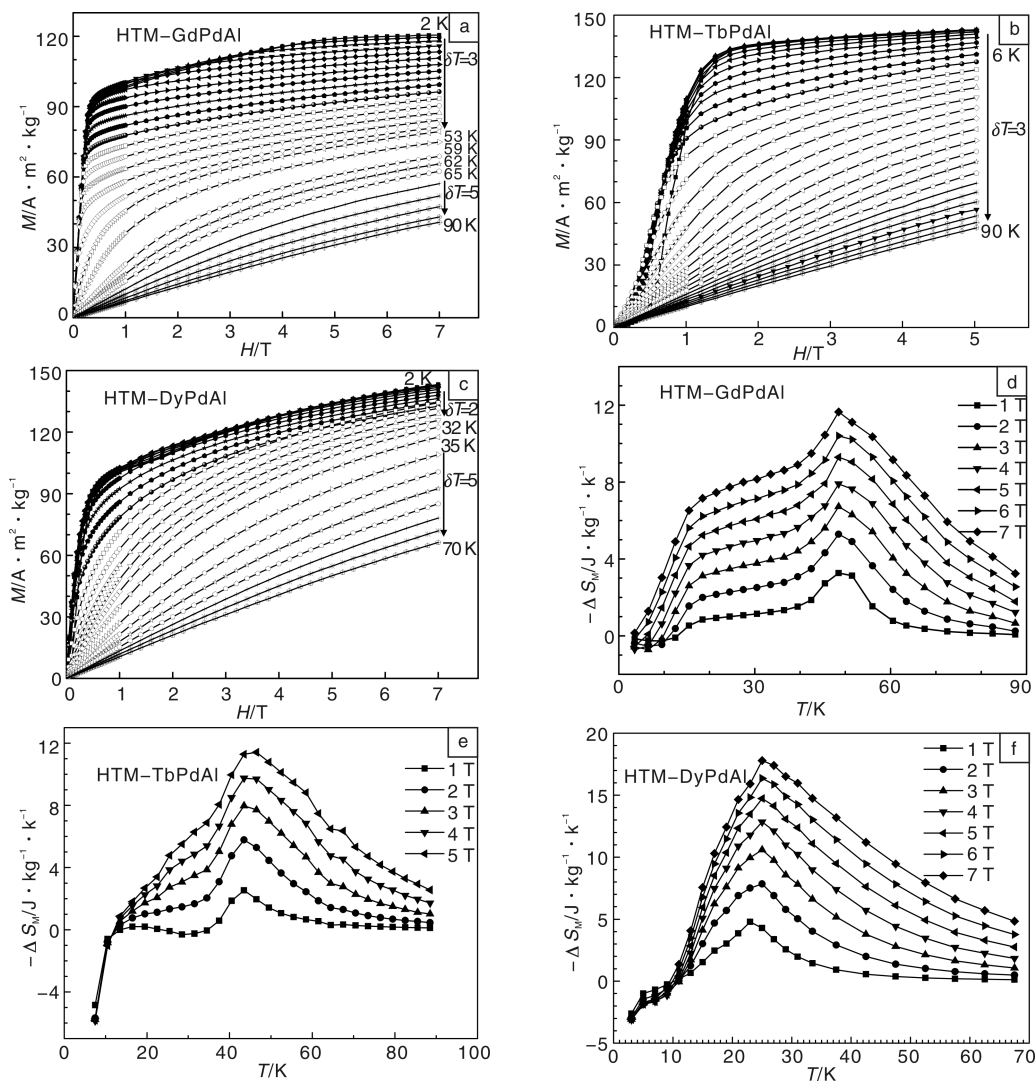 a
HTM–GdPdAl
2 K
δT=3
53 K
59 K
62 K
65 K
δT=5
90 K
120
90
60
30
0
M/A · m² · kg⁻¹
0 1 2 3 4 5 6 7
H/T
b
HTM–TbPdAl
6 K
δT=3
90 K
150
120
90
60
30
0
M/A · m² · kg⁻¹
0 1 2 3 4 5
H/T
c
HTM–DyPdAl
2 K
δT=2
32 K
35 K
δT=5
70 K
150
120
90
60
30
0
M/A · m² · kg⁻¹
0 1 2 3 4 5 6 7
H/T
d
HTM–GdPdAl
1 T
2 T
3 T
4 T
5 T
6 T
7 T
12
8
4
0
−Δ Sₘ/J · kg⁻¹ · k⁻¹
0 30 60 90
T/K
e
HTM–TbPdAl
1 T
2 T
3 T
4 T
5 T
12
8
4
0
−4
−Δ Sₘ/J · kg⁻¹ · k⁻¹
0 20 40 60 80 100
T/K
f
HTM–DyPdAl
1 T
2 T
3 T
4 T
5 T
6 T
7 T
20
15
10
5
0
−5
−Δ Sₘ/J · kg⁻¹ · k⁻¹
0 10 20 30 40 50 60 70
T/K